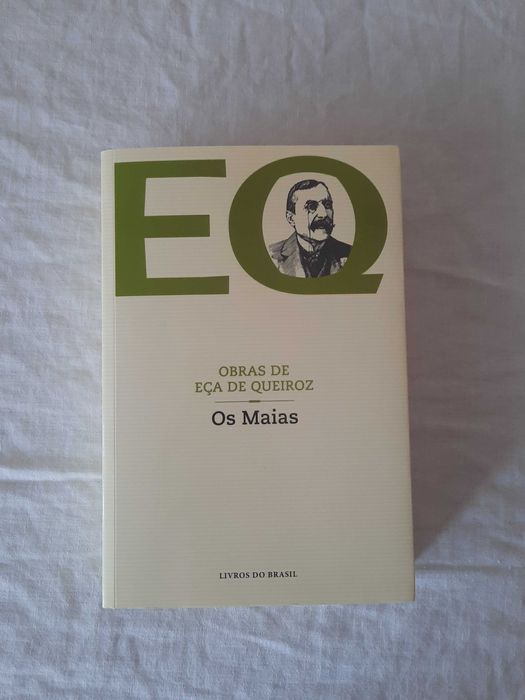 EQ
OBRAS DE
EÇA DE QUEIROZ
Os Maias
LIVROS DO BRASIL